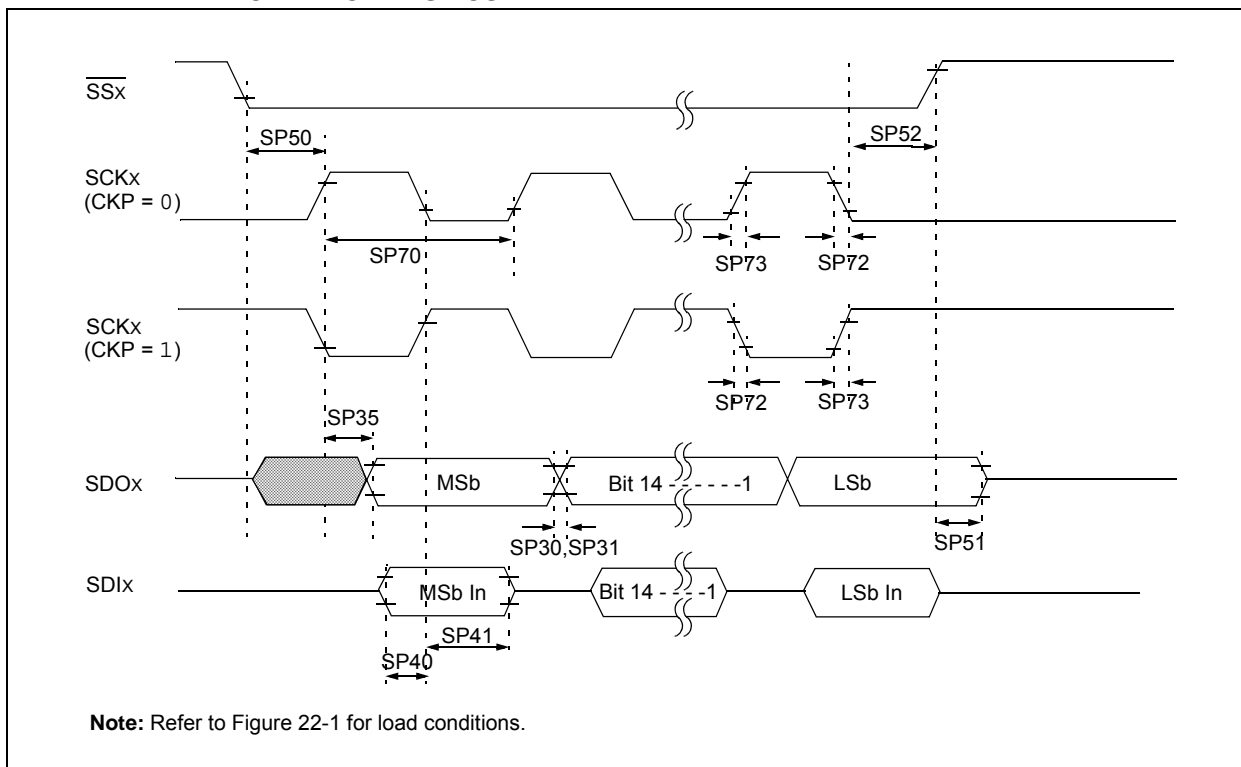 SSx
SP50
SP52
SCKx
(CKP = 0)
SP70
SP73
SP72
SCKx
(CKP = 1)
SP72
SP73
SP35
SDOx
MSb
Bit 14 - - - - - -1
LSb
SP30,SP31
SP51
SDIx
MSb In
Bit 14 - - - -1
LSb In
SP41
SP40
Note: Refer to Figure 22-1 for load conditions.